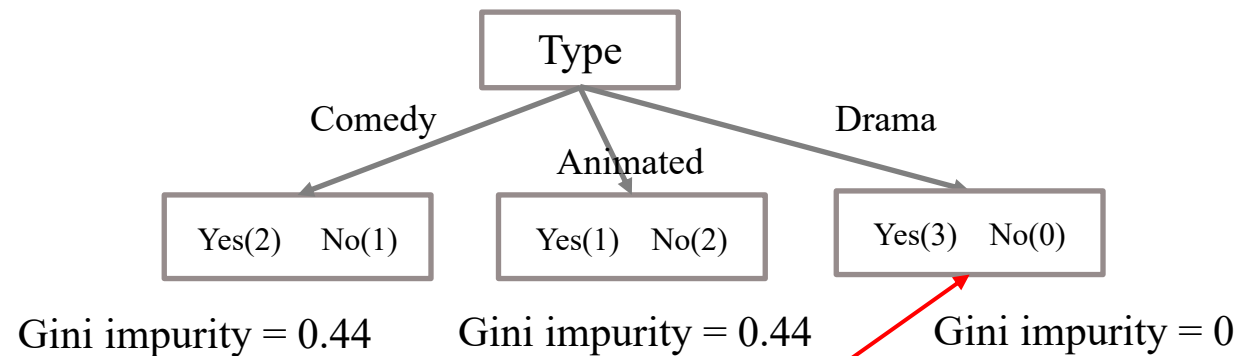 Type
Comedy
Animated
Drama
Yes(2) No(1)
Yes(1) No(2)
Yes(3) No(0)
Gini impurity = 0.44
Gini impurity = 0.44
Gini impurity = 0